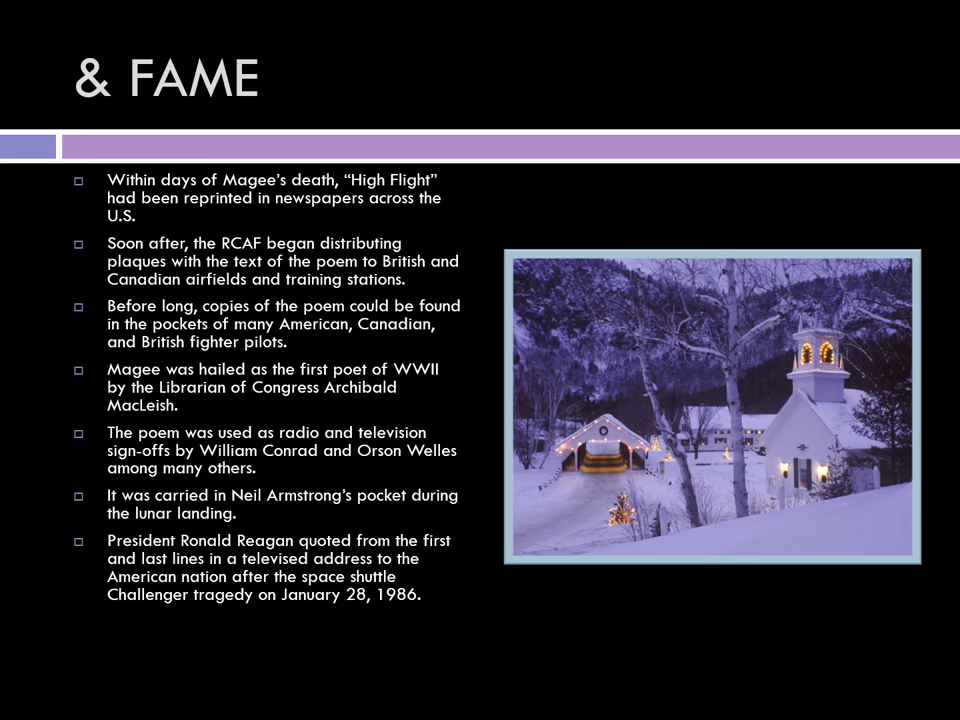 & FAME
Within days of Magee’s death, “High Flight”
had been reprinted in newspapers across the
U.S.
Soon after, the RCAF began distributing
plaques with the text of the poem to British and
Canadian airfields and training stations.
Before long, copies of the poem could be found
in the pockets of many American, Canadian,
and British fighter pilots.
Magee was hailed as the first poet of WWII
by the Librarian of Congress Archibald
MacLeish.
The poem was used as radio and television
sign-offs by William Conrad and Orson Welles
among many others.
It was carried in Neil Armstrong’s pocket during
the lunar landing.
President Ronald Reagan quoted from the first
and last lines in a televised address to the
American nation after the space shuttle
Challenger tragedy on January 28, 1986.